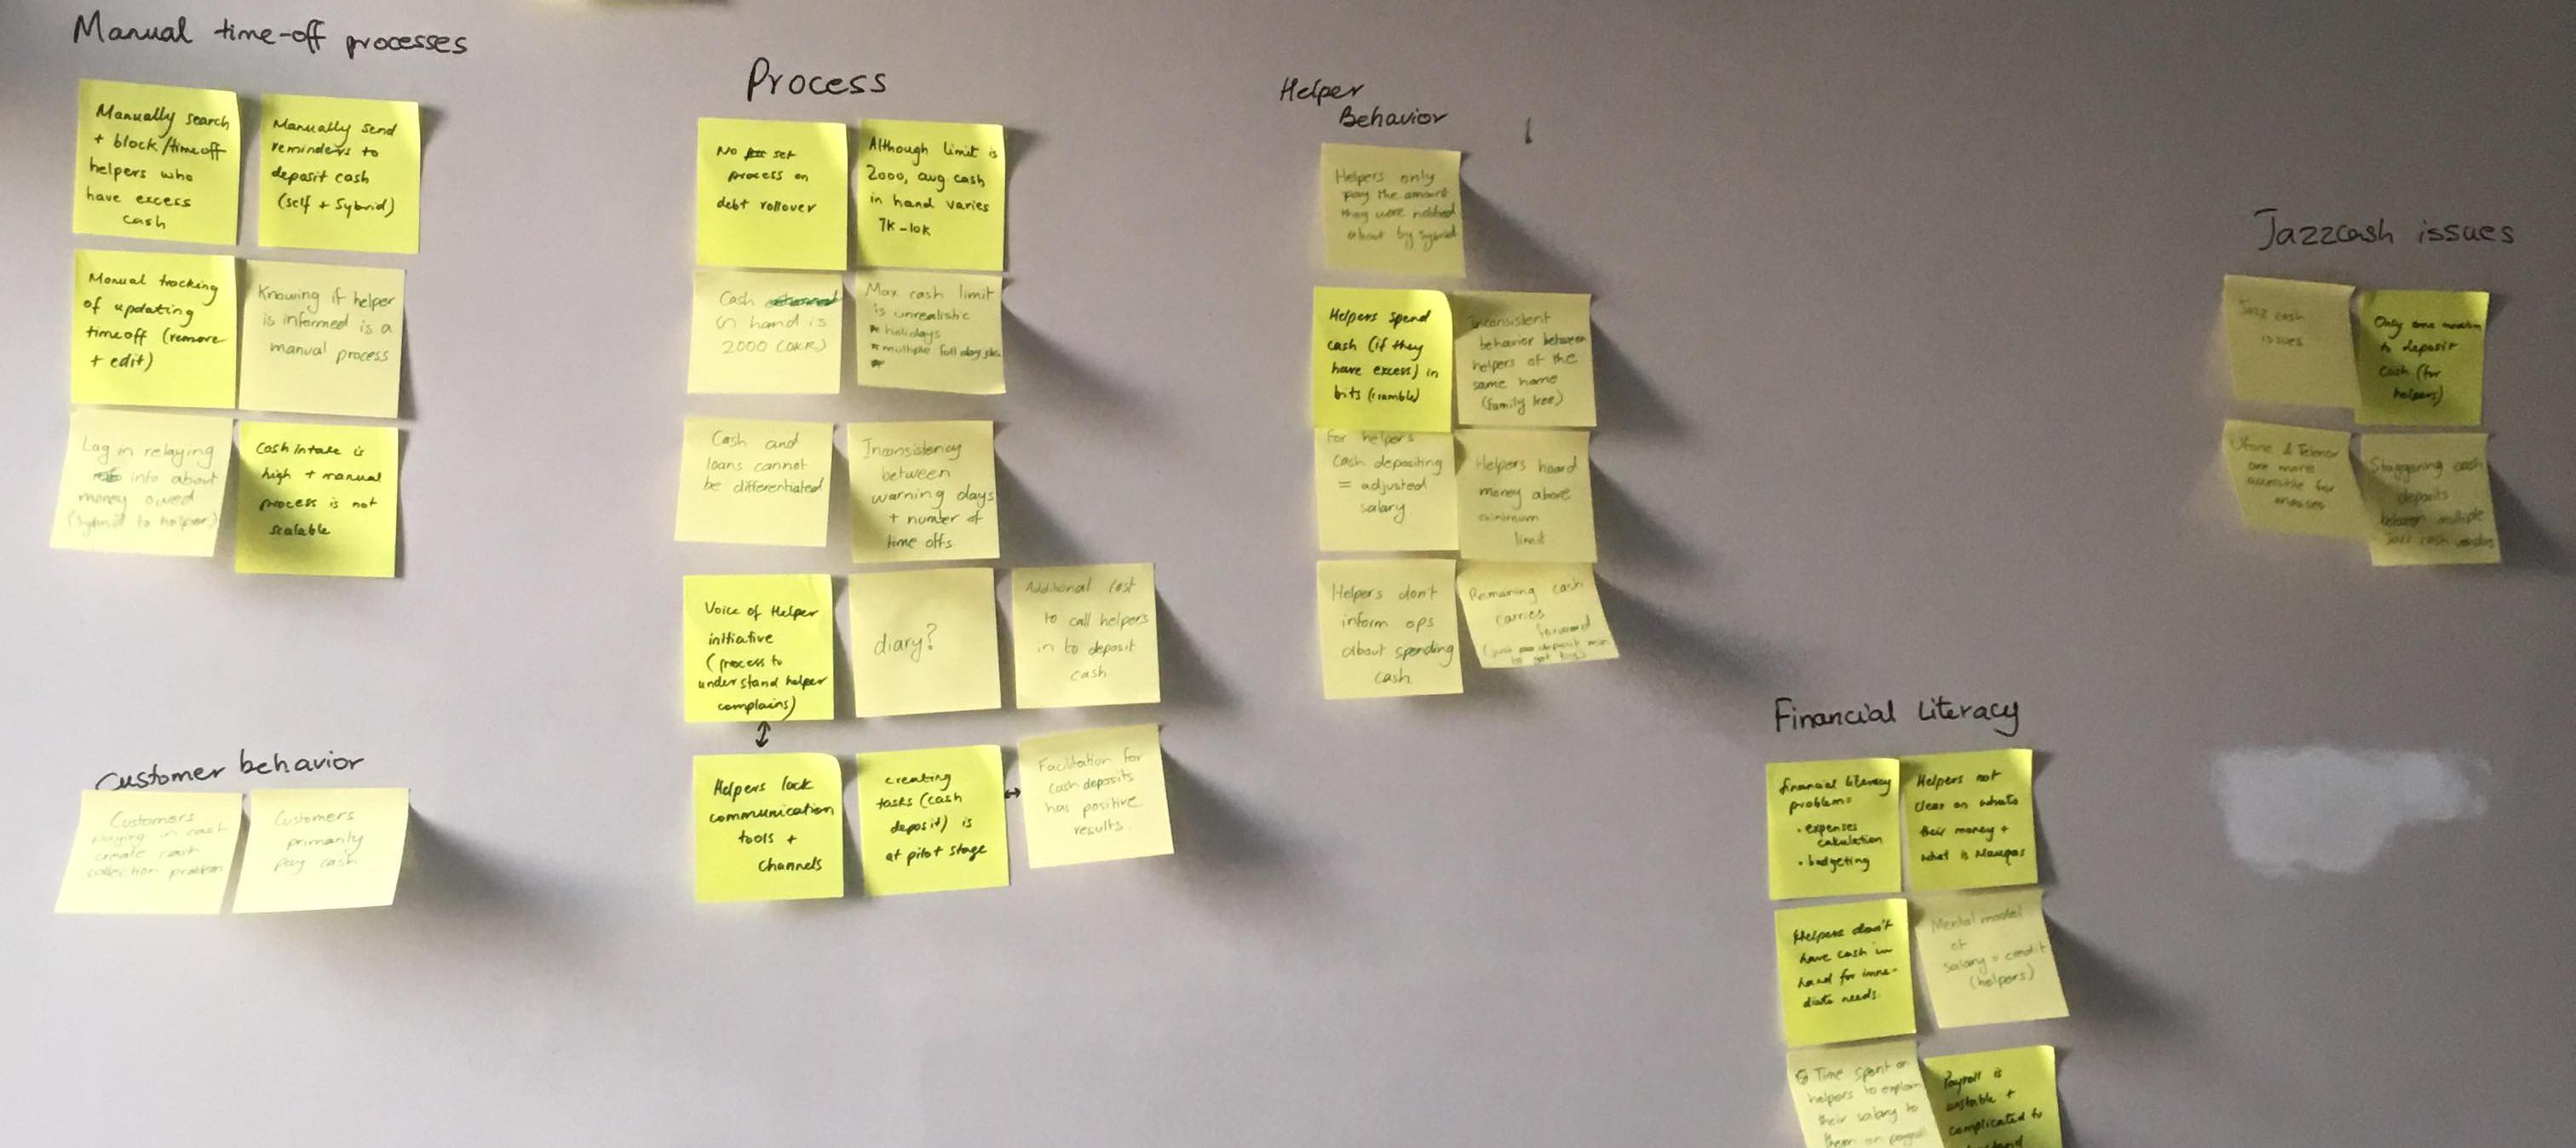 Manual time-off processes
Manually search
+ block/timeoff
helpers who
have excess
cash
Manually send
reminders to
deposit cash
(self + Sybrid)
Manual tracking
of updating
timeoff (remove
+ edit)
Knowing if helper
is informed is a
manual process
Lag in relaying
info about
money owed
(Sybrid to helper)
Cash intake is
high + manual
process is not
scalable
Customer behavior
Customers
paying in cash
create cash
collection problem
Customers
primarily
pay cash
Process
No set
process on
debt rollover
Although limit is
2000, avg cash
in hand varies
7k-10k
Cash
in hand is
2000 (OKR)
Max cash limit
is unrealistic
* holidays
* multiple full day jobs
*
Cash and
loans cannot
be differentiated
Inconsistency
between
warning days
+ number of
time offs
Voice of Helper
initiative
(process to
understand helper
complains)
diary?
Additional cost
to call helpers
in to deposit
cash
↕
Helpers lack
communication
tools +
channels
creating
tasks (cash
deposit) is
at pilot stage
↔
Facilitation for
cash deposits
has positive
results.
Helper
Behavior
Helpers only
pay the amount
they were notified
about by Sybrid
Helpers spend
cash (if they
have excess) in
bits
Inconsistent
behavior between
helpers of the
same home
(family tree)
For helpers
cash depositing
= adjusted
salary
Helpers hoard
money above
minimum
limit
Helpers don't
inform ops
about spending
cash
Remaining cash
carries
forward
(just deposit min
to get
Jazzcash issues
Jazz cash
issues
Only one
to deposit
cash (for
helpers)
Ufone & Telenor
are more
accessible for
masses
Staggering cash
deposits
between multiple
Jazz cash vendors
Financial Literacy
financial literacy
problems
• expenses
calculation
• budgeting
Helpers not
clear on what's
their money +
what is Mauqas
Helpers don't
have cash in
hand for imme-
diate needs.
Mental model
of
salary = credit
(helpers)
Time spent on
helpers to explain
their salary to
them on payroll
Payroll is
unstable +
complicated to